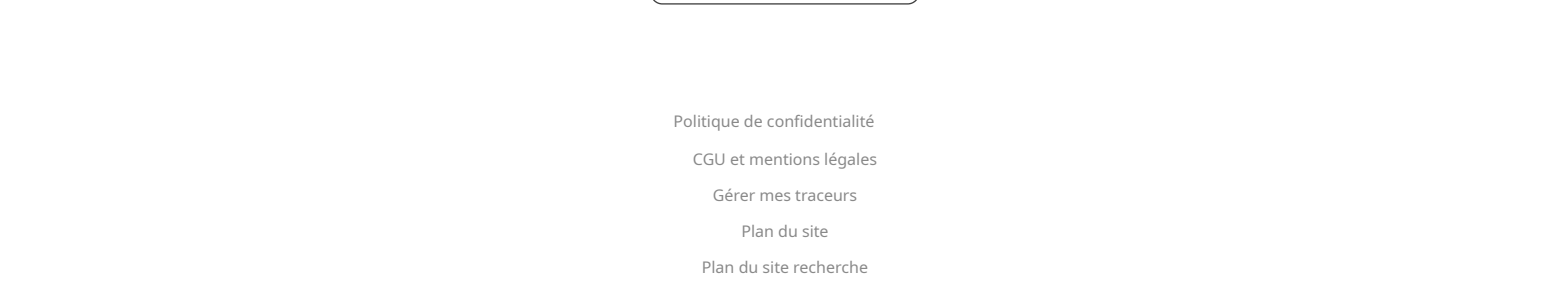 Politique de confidentialité
CGU et mentions légales
Gérer mes traceurs
Plan du site
Plan du site recherche